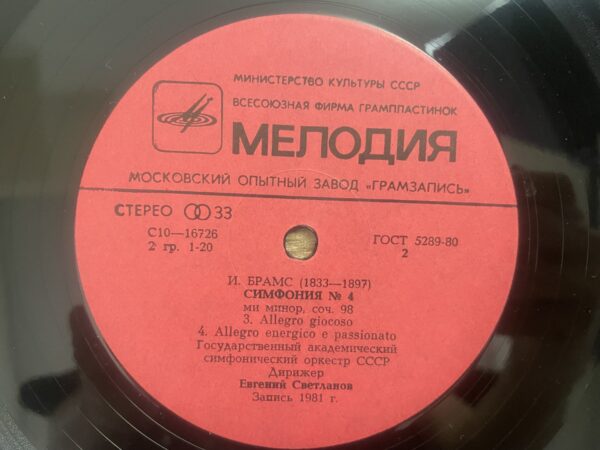 МИНИСТЕРСТВО КУЛЬТУРЫ СССР
ВСЕСОЮЗНАЯ ФИРМА ГРАМПЛАСТИНОК
МЕЛОДИЯ
МОСКОВСКИЙ ОПЫТНЫЙ ЗАВОД «ГРАМЗАПИСЬ»
СТЕРЕО 33
С10—16726
2 гр. 1-20
ГОСТ 5289-80
2
И. БРАМС (1833—1897)
СИМФОНИЯ № 4
ми минор, соч. 98
3. Allegro giocoso
4. Allegro energico e passionato
Государственный академический
симфонический оркестр СССР
Дирижер
Евгений Светланов
Запись 1981 г.